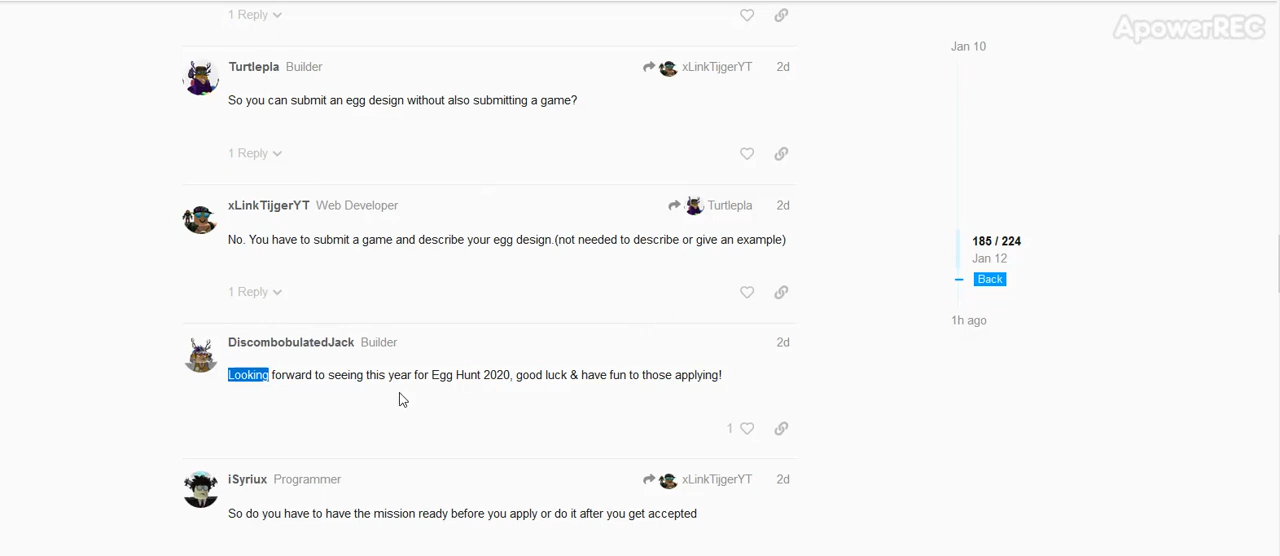 1 Reply
ApowerREC
Jan 10
Turtlepla Builder xLinkTijgerYT 2d
So you can submit an egg design without also submitting a game?
1 Reply
xLinkTijgerYT Web Developer Turtlepla 2d
No. You have to submit a game and describe your egg design.(not needed to describe or give an example)
185 / 224
Jan 12
Back
1 Reply
1h ago
DiscombobulatedJack Builder 2d
Looking forward to seeing this year for Egg Hunt 2020, good luck & have fun to those applying!
1
iSyriux Programmer xLinkTijgerYT 2d
So do you have to have the mission ready before you apply or do it after you get accepted